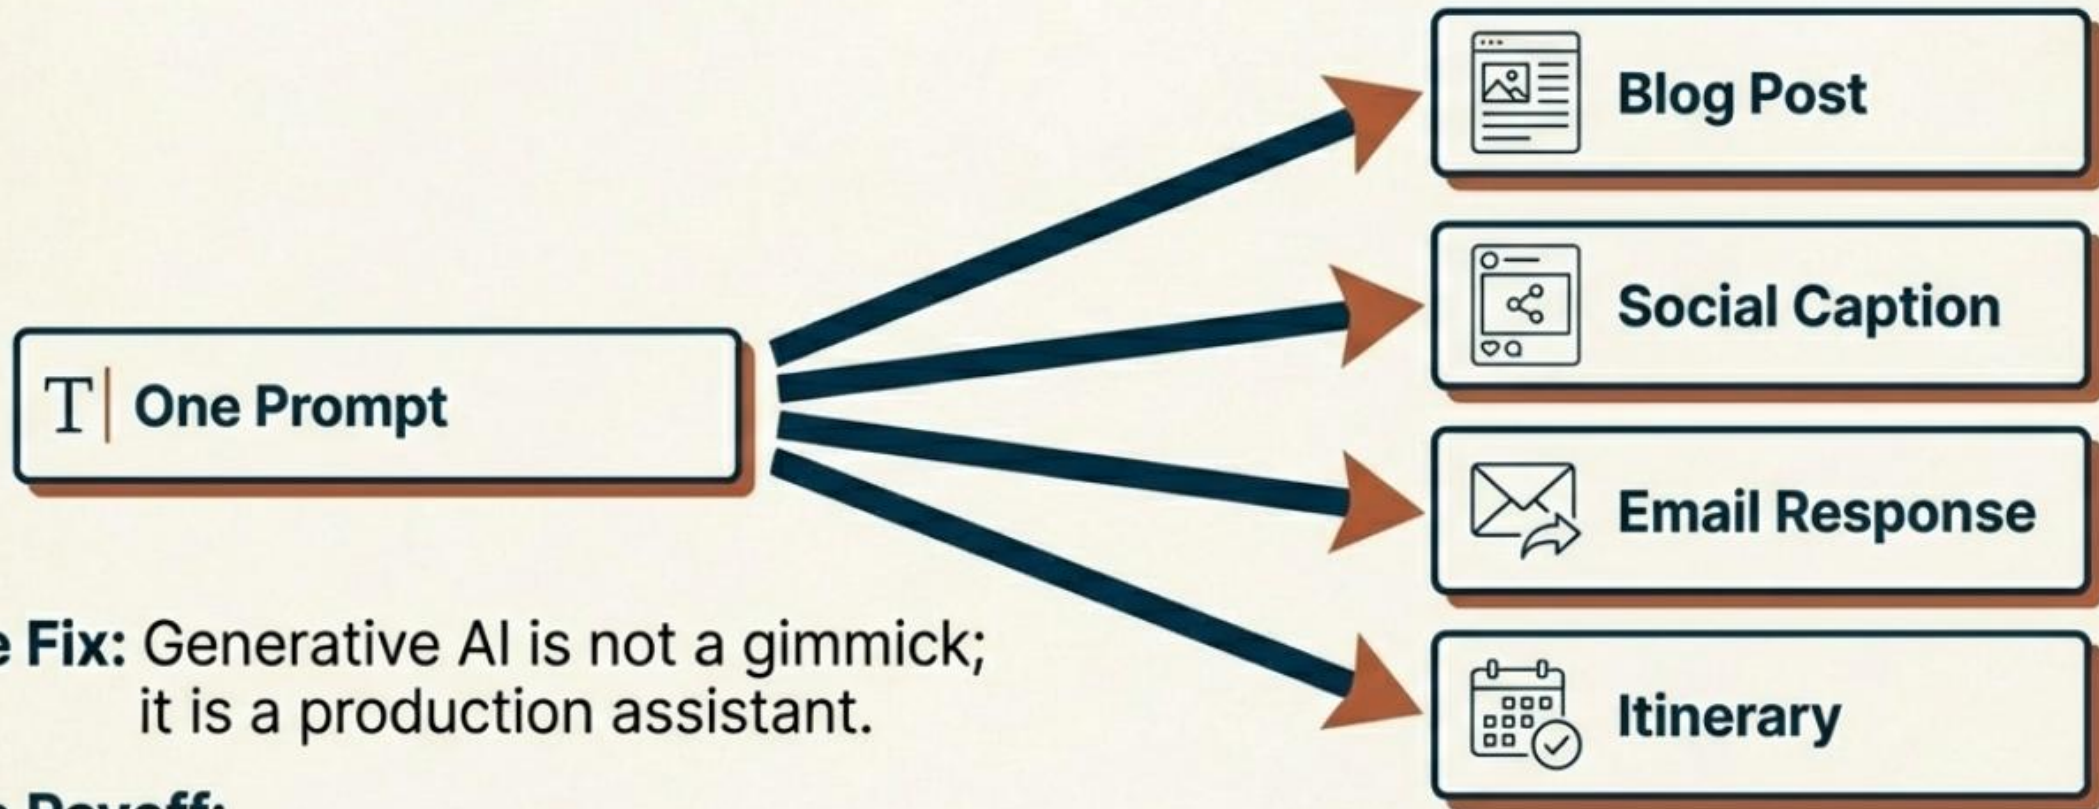 Blog Post
Social Caption
T One Prompt
Email Response
Fix: Generative AI is not a gimmick;
it is a production assistant.
Itinerary
Payoff: